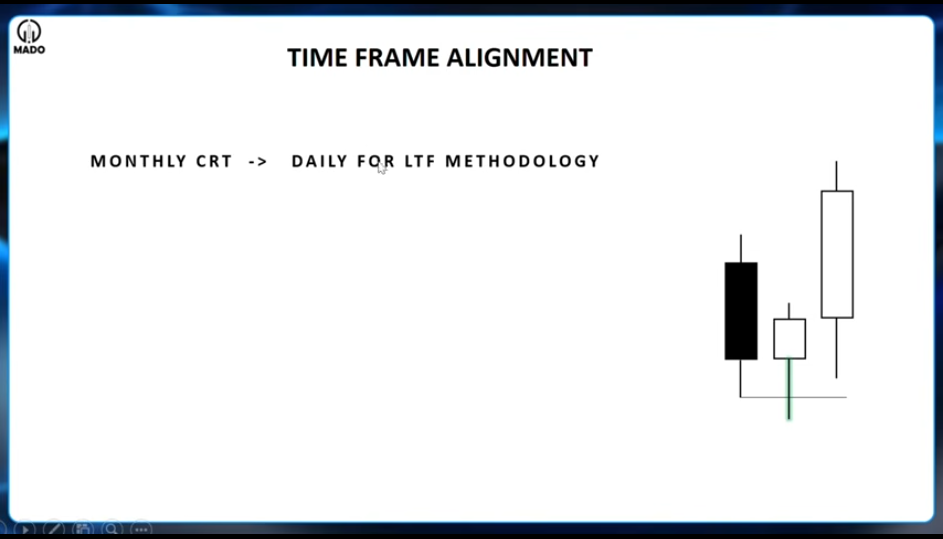 MADO
TIME FRAME ALIGNMENT
MONTHLY CRT -> DAILY FOR LTF METHODOLOGY